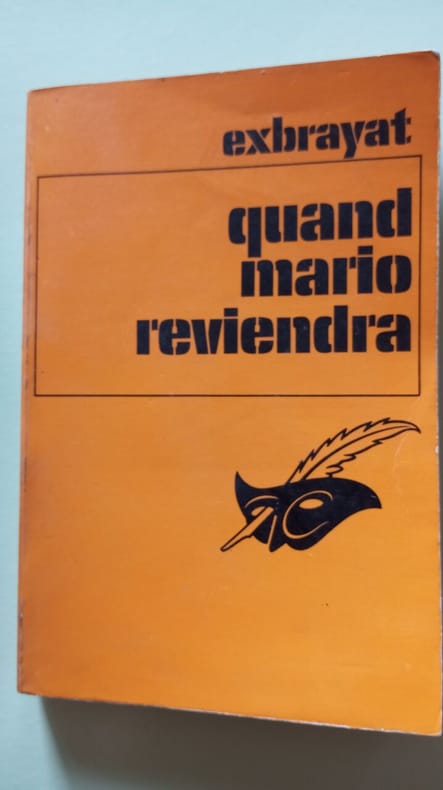 exbrayat
quand
mario
reviendra